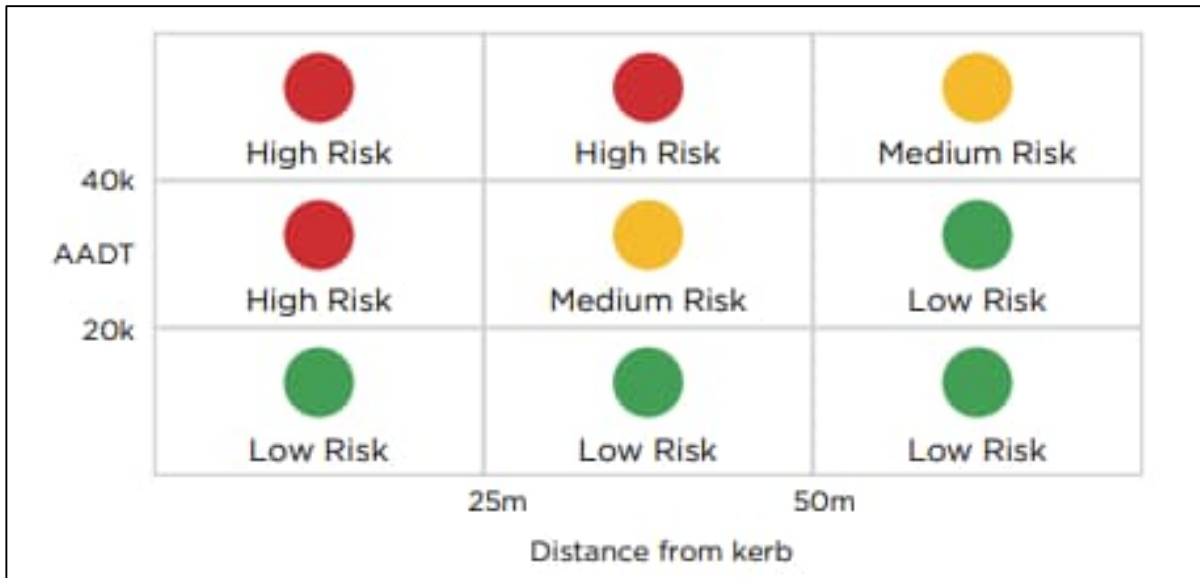 High Risk High Risk Medium Risk
40k
AADT
High Risk Medium Risk Low Risk
20k
Low Risk Low Risk Low Risk
25m 50m
Distance from kerb